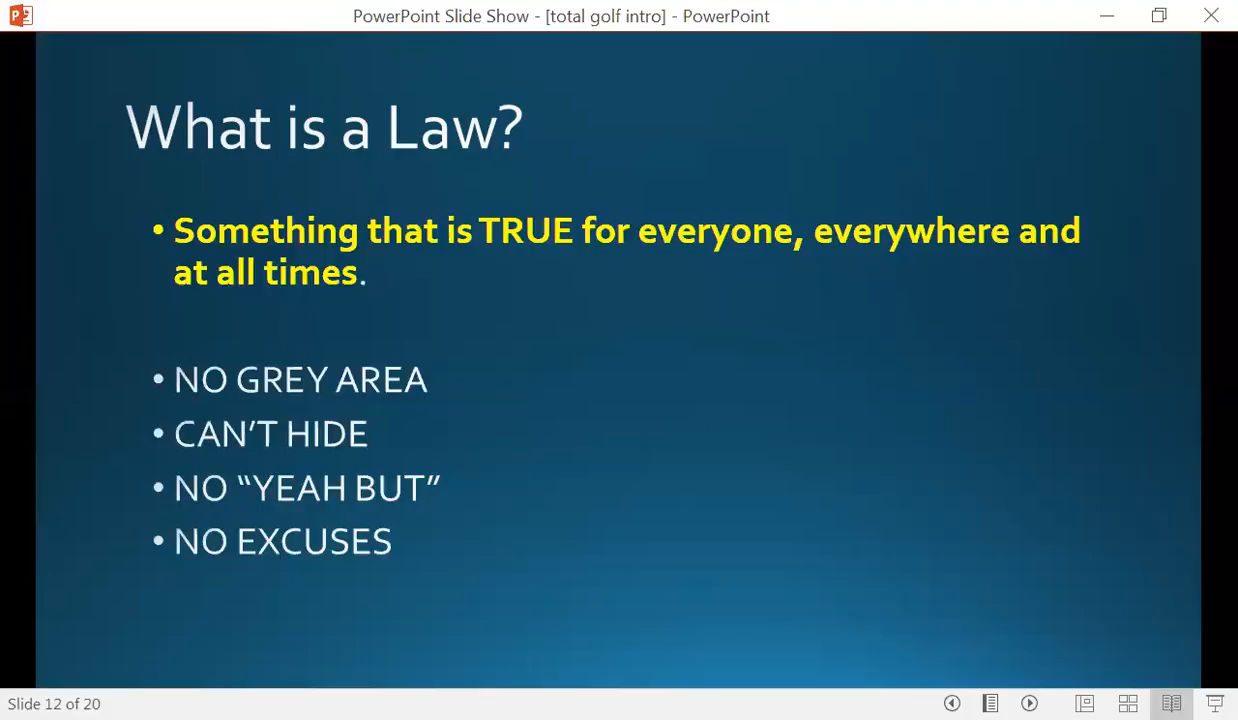 PowerPoint Slide Show - [total golf intro] - PowerPoint
What is a Law?
• Something that is TRUE for everyone, everywhere and
at all times.
• NO GREY AREA
• CAN’T HIDE
• NO “YEAH BUT”
• NO EXCUSES
Slide 12 of 20